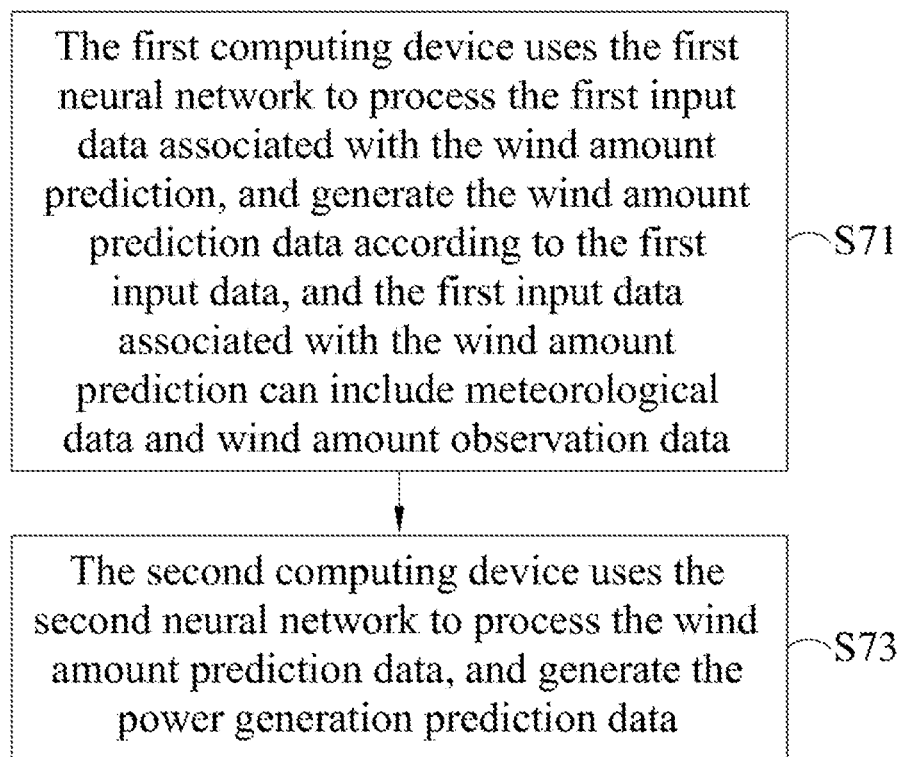 The first computing device uses the first
neural network to process the first input
data associated with the wind amount
prediction, and generate the wind amount
prediction data according to the first
input data, and the first input data
associated with the wind amount
prediction can include meteorological
data and wind amount observation data
S71
The second computing device uses the
second neural network to process the wind
amount prediction data, and generate the
power generation prediction data
S73